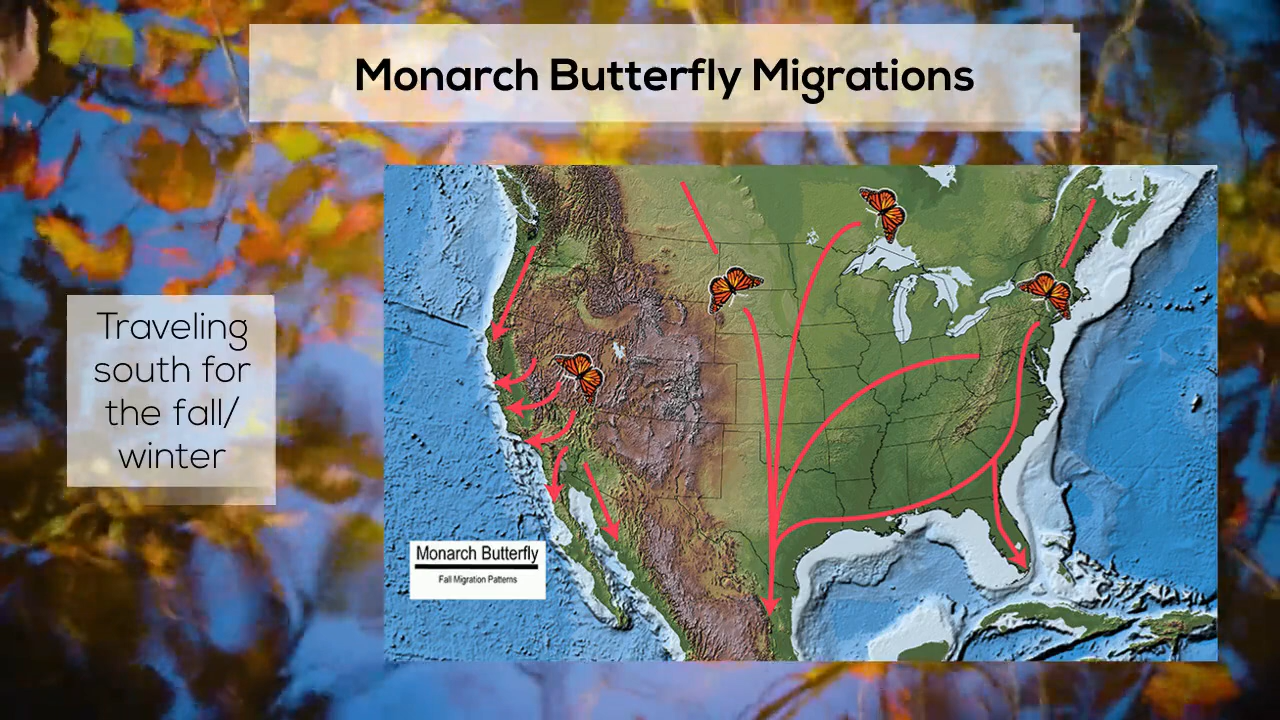 Monarch Butterfly Migrations
Traveling
south for
the fall/
winter
Monarch Butterfly
Fall Migration Patterns